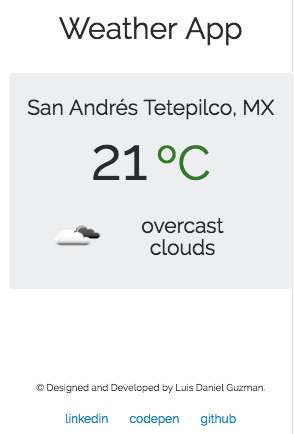 Weather App
San Andrés Tetepilco, MX
21 ºC
overcast
clouds
© Designed and Developed by Luis Daniel Guzman.
linkedin codepen github